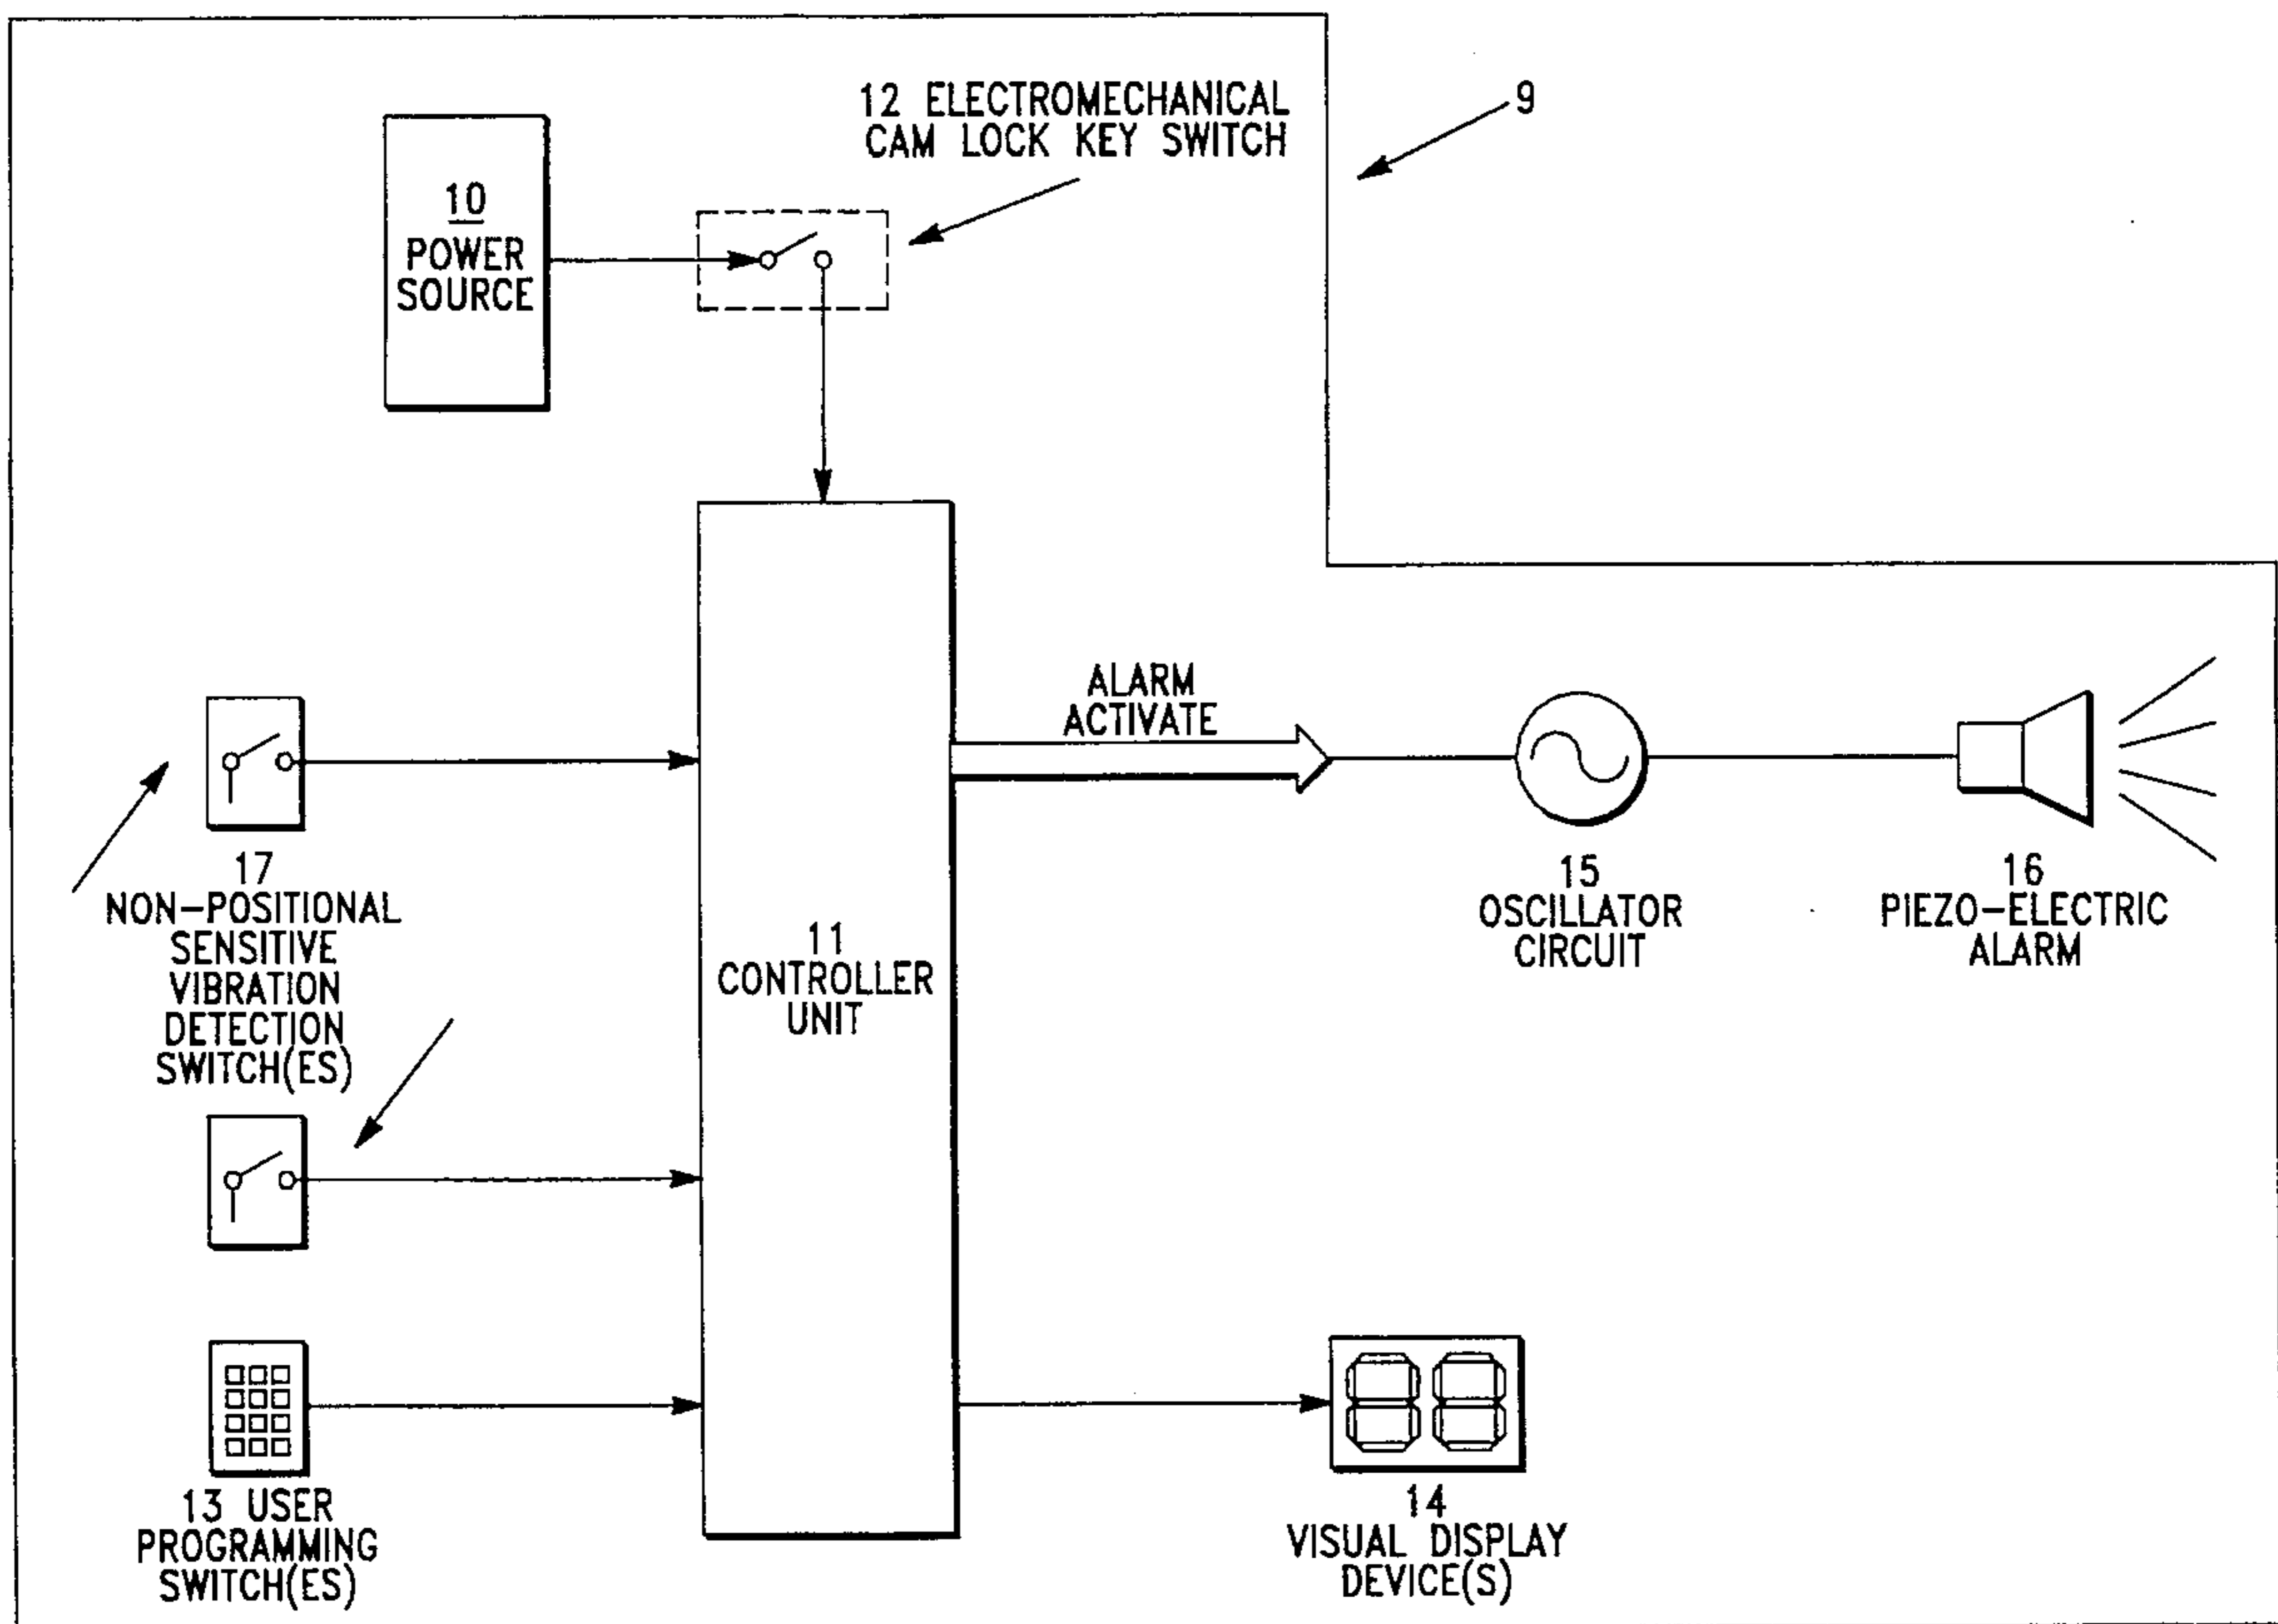 12 ELECTROMECHANICAL
CAM LOCK KEY SWITCH
9
10
POWER
SOURCE
ALARM
ACTIVATE
17
NON-POSITIONAL
SENSITIVE
VIBRATION
DETECTION
SWITCH(ES)
11
CONTROLLER
UNIT
15
OSCILLATOR
CIRCUIT
16
PIEZO-ELECTRIC
ALARM
13 USER
PROGRAMMING
SWITCH(ES)
14
VISUAL DISPLAY
DEVICE(S)